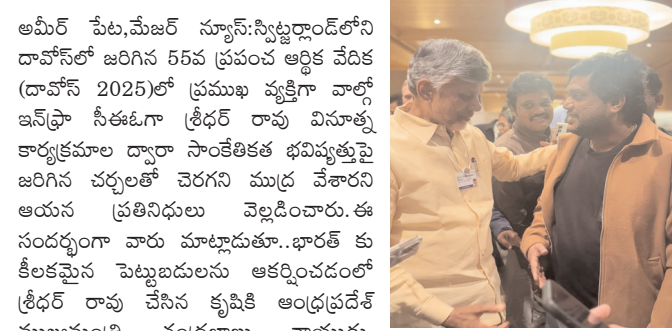 అమీర్ పేట,మేజర్ న్యూస్:స్విట్జర్లాండ్‌లోని
దావోస్‌లో జరిగిన 55వ ప్రపంచ ఆర్థిక వేదిక
(దావోస్ 2025)లో ప్రముఖ వ్యక్తిగా వాల్గో
ఇన్‌ఫ్రా సీఈఓగా శ్రీధర్ రావు వినూత్న
కార్యక్రమాల ద్వారా సాంకేతికత భవిష్యత్తుపై
జరిగిన చర్చలతో చెరగని ముద్ర వేశారని
ఆయన ప్రతినిధులు వెల్లడించారు.ఈ
సందర్భంగా వారు మాట్లాడుతూ..భారత్ కు
కీలకమైన పెట్టుబడులను ఆకర్షించడంలో
శ్రీధర్ రావు చేసిన కృషికి ఆంధ్రప్రదేశ్